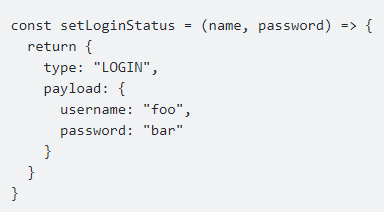 const setLoginStatus = (name, password) => {
  return {
    type: "LOGIN",
    payload: {
      username: "foo",
      password: "bar"
    }
  }
}